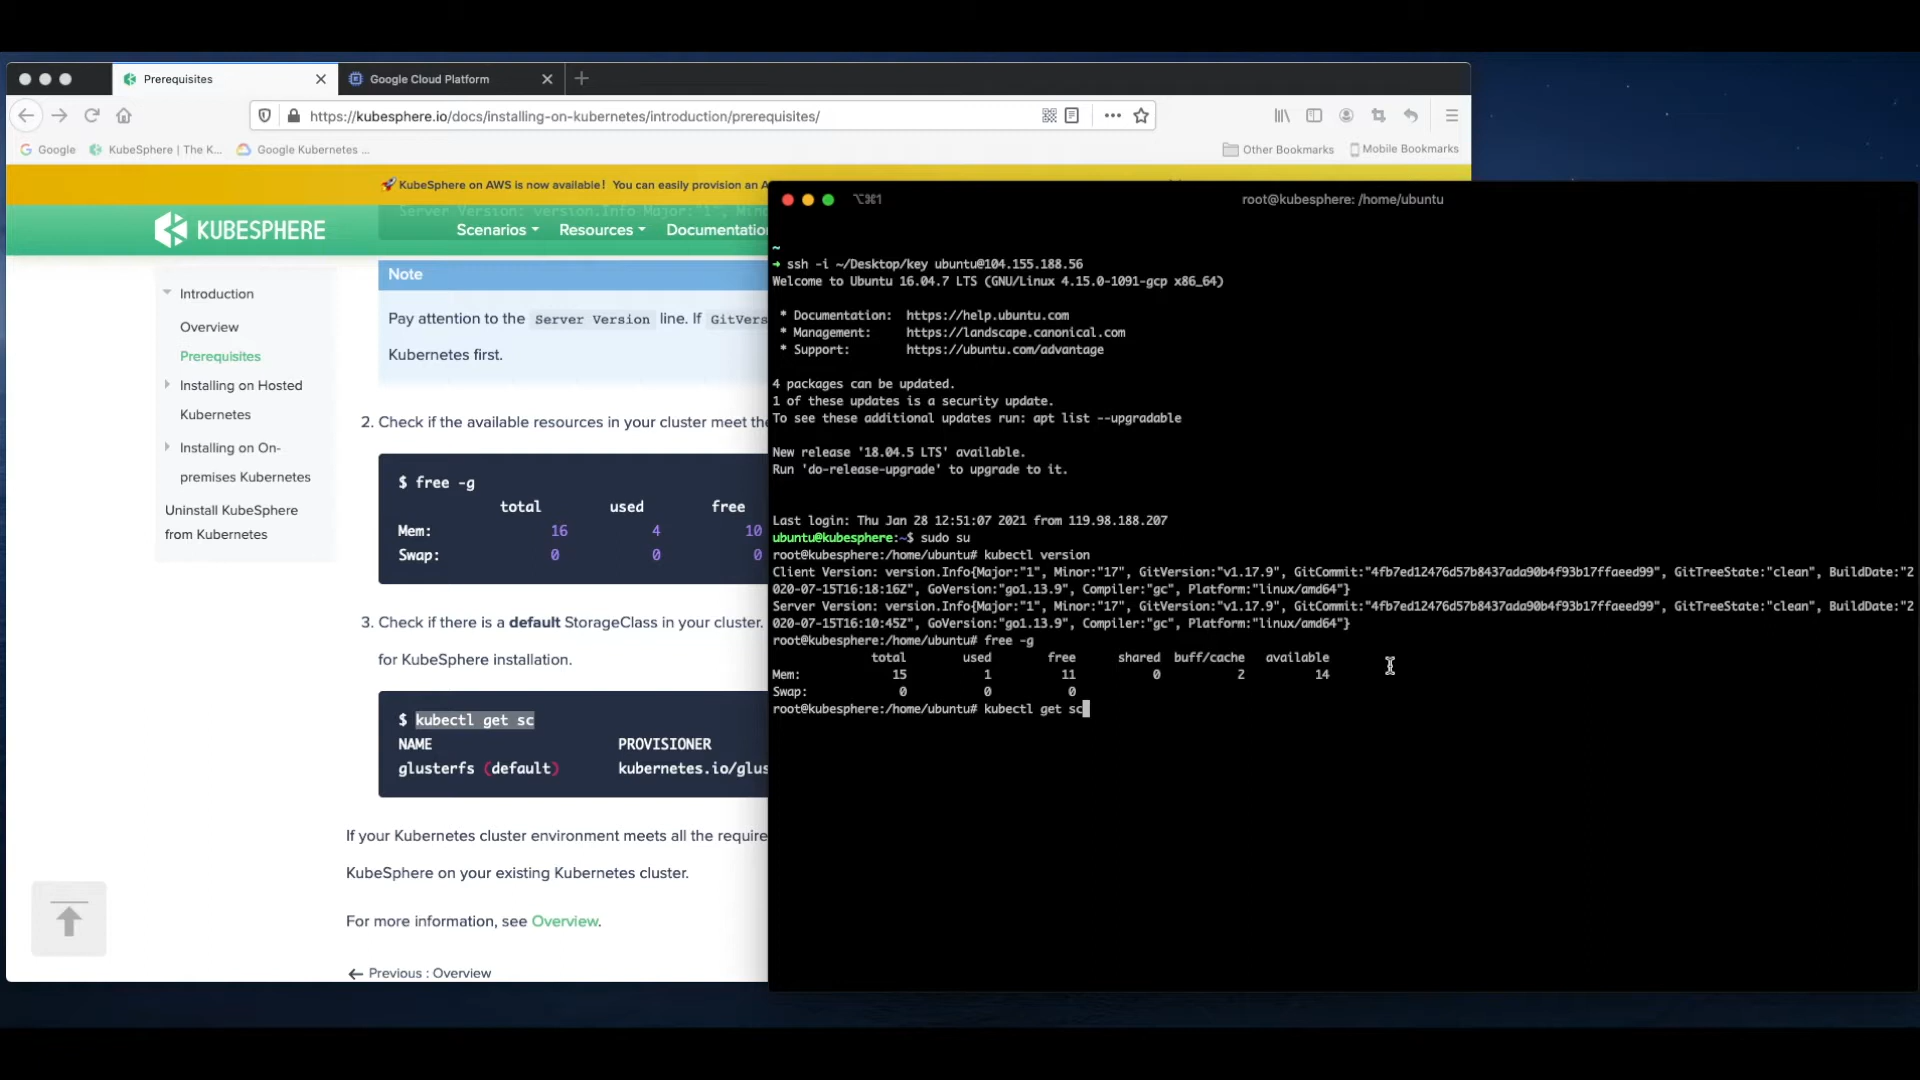 Prerequisites
Google Cloud Platform
https://kubesphere.io/docs/installing-on-kubernetes/introduction/prerequisites/
Google
KubeSphere | The K...
Google Kubernetes ...
Other Bookmarks
Mobile Bookmarks
🚀 KubeSphere on AWS is now available! You can easily provision an A
Server Version: version.Info Major:"1", Min
KUBESPHERE
Scenarios
Resources
Documentatio
Introduction
Overview
Prerequisites
Installing on Hosted
Kubernetes
Installing on On-
premises Kubernetes
Uninstall KubeSphere
from Kubernetes
Note
Pay attention to the Server Version line. If GitVers
Kubernetes first.
2. Check if the available resources in your cluster meet the
$ free -g
total used free
Mem: 16 4 10
Swap: 0 0 0
3. Check if there is a default StorageClass in your cluster.
for KubeSphere installation.
$ kubectl get sc
NAME PROVISIONER
glusterfs (default) kubernetes.io/glus
If your Kubernetes cluster environment meets all the require
KubeSphere on your existing Kubernetes cluster.
For more information, see Overview.
← Previous : Overview
⌥⌘1
root@kubesphere: /home/ubuntu
~
➜ ssh -i ~/Desktop/key ubuntu@104.155.188.56
Welcome to Ubuntu 16.04.7 LTS (GNU/Linux 4.15.0-1091-gcp x86_64)
* Documentation: https://help.ubuntu.com
* Management: https://landscape.canonical.com
* Support: https://ubuntu.com/advantage
4 packages can be updated.
1 of these updates is a security update.
To see these additional updates run: apt list --upgradable
New release '18.04.5 LTS' available.
Run 'do-release-upgrade' to upgrade to it.
Last login: Thu Jan 28 12:51:07 2021 from 119.98.188.207
ubuntu@kubesphere:~$ sudo su
root@kubesphere:/home/ubuntu# kubectl version
Client Version: version.Info{Major:"1", Minor:"17", GitVersion:"v1.17.9", GitCommit:"4fb7ed12476d57b8437ada90b4f93b17ffaeed99", GitTreeState:"clean", BuildDate:"2
020-07-15T16:18:16Z", GoVersion:"go1.13.9", Compiler:"gc", Platform:"linux/amd64"}
Server Version: version.Info{Major:"1", Minor:"17", GitVersion:"v1.17.9", GitCommit:"4fb7ed12476d57b8437ada90b4f93b17ffaeed99", GitTreeState:"clean", BuildDate:"2
020-07-15T16:10:45Z", GoVersion:"go1.13.9", Compiler:"gc", Platform:"linux/amd64"}
root@kubesphere:/home/ubuntu# free -g
total used free shared buff/cache available
Mem: 15 1 11 0 2 14
Swap: 0 0 0
root@kubesphere:/home/ubuntu# kubectl get sc